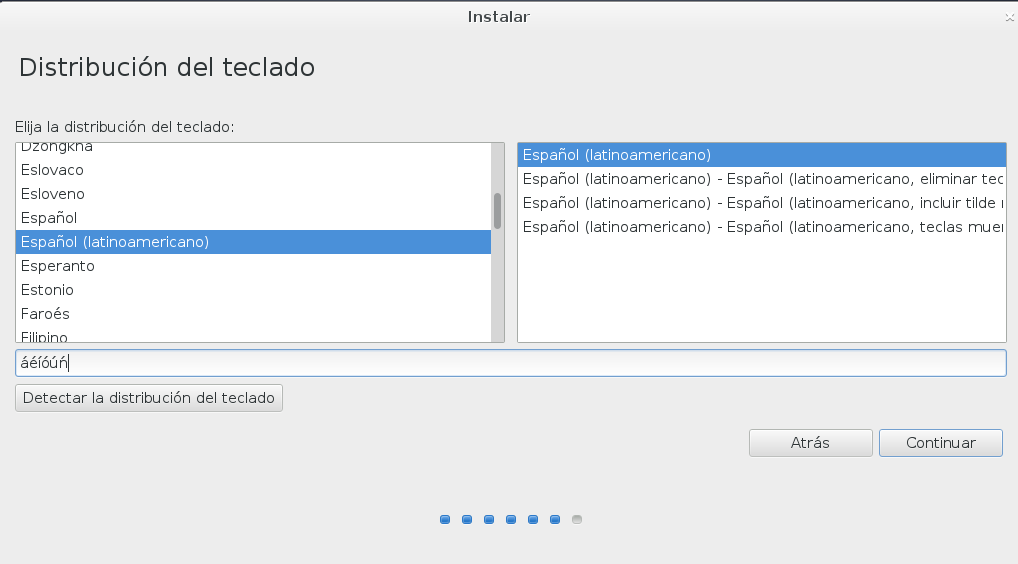 Instalar
Distribución del teclado
Elija la distribución del teclado:
Dzongkha
Eslovaco
Esloveno
Español
Español (latinoamericano)
Esperanto
Estonio
Faroés
Filipino
Español (latinoamericano)
Español (latinoamericano) - Español (latinoamericano, eliminar tec
Español (latinoamericano) - Español (latinoamericano, incluir tilde
Español (latinoamericano) - Español (latinoamericano, teclas muer
áéíóúń
Detectar la distribución del teclado
Atrás
Continuar